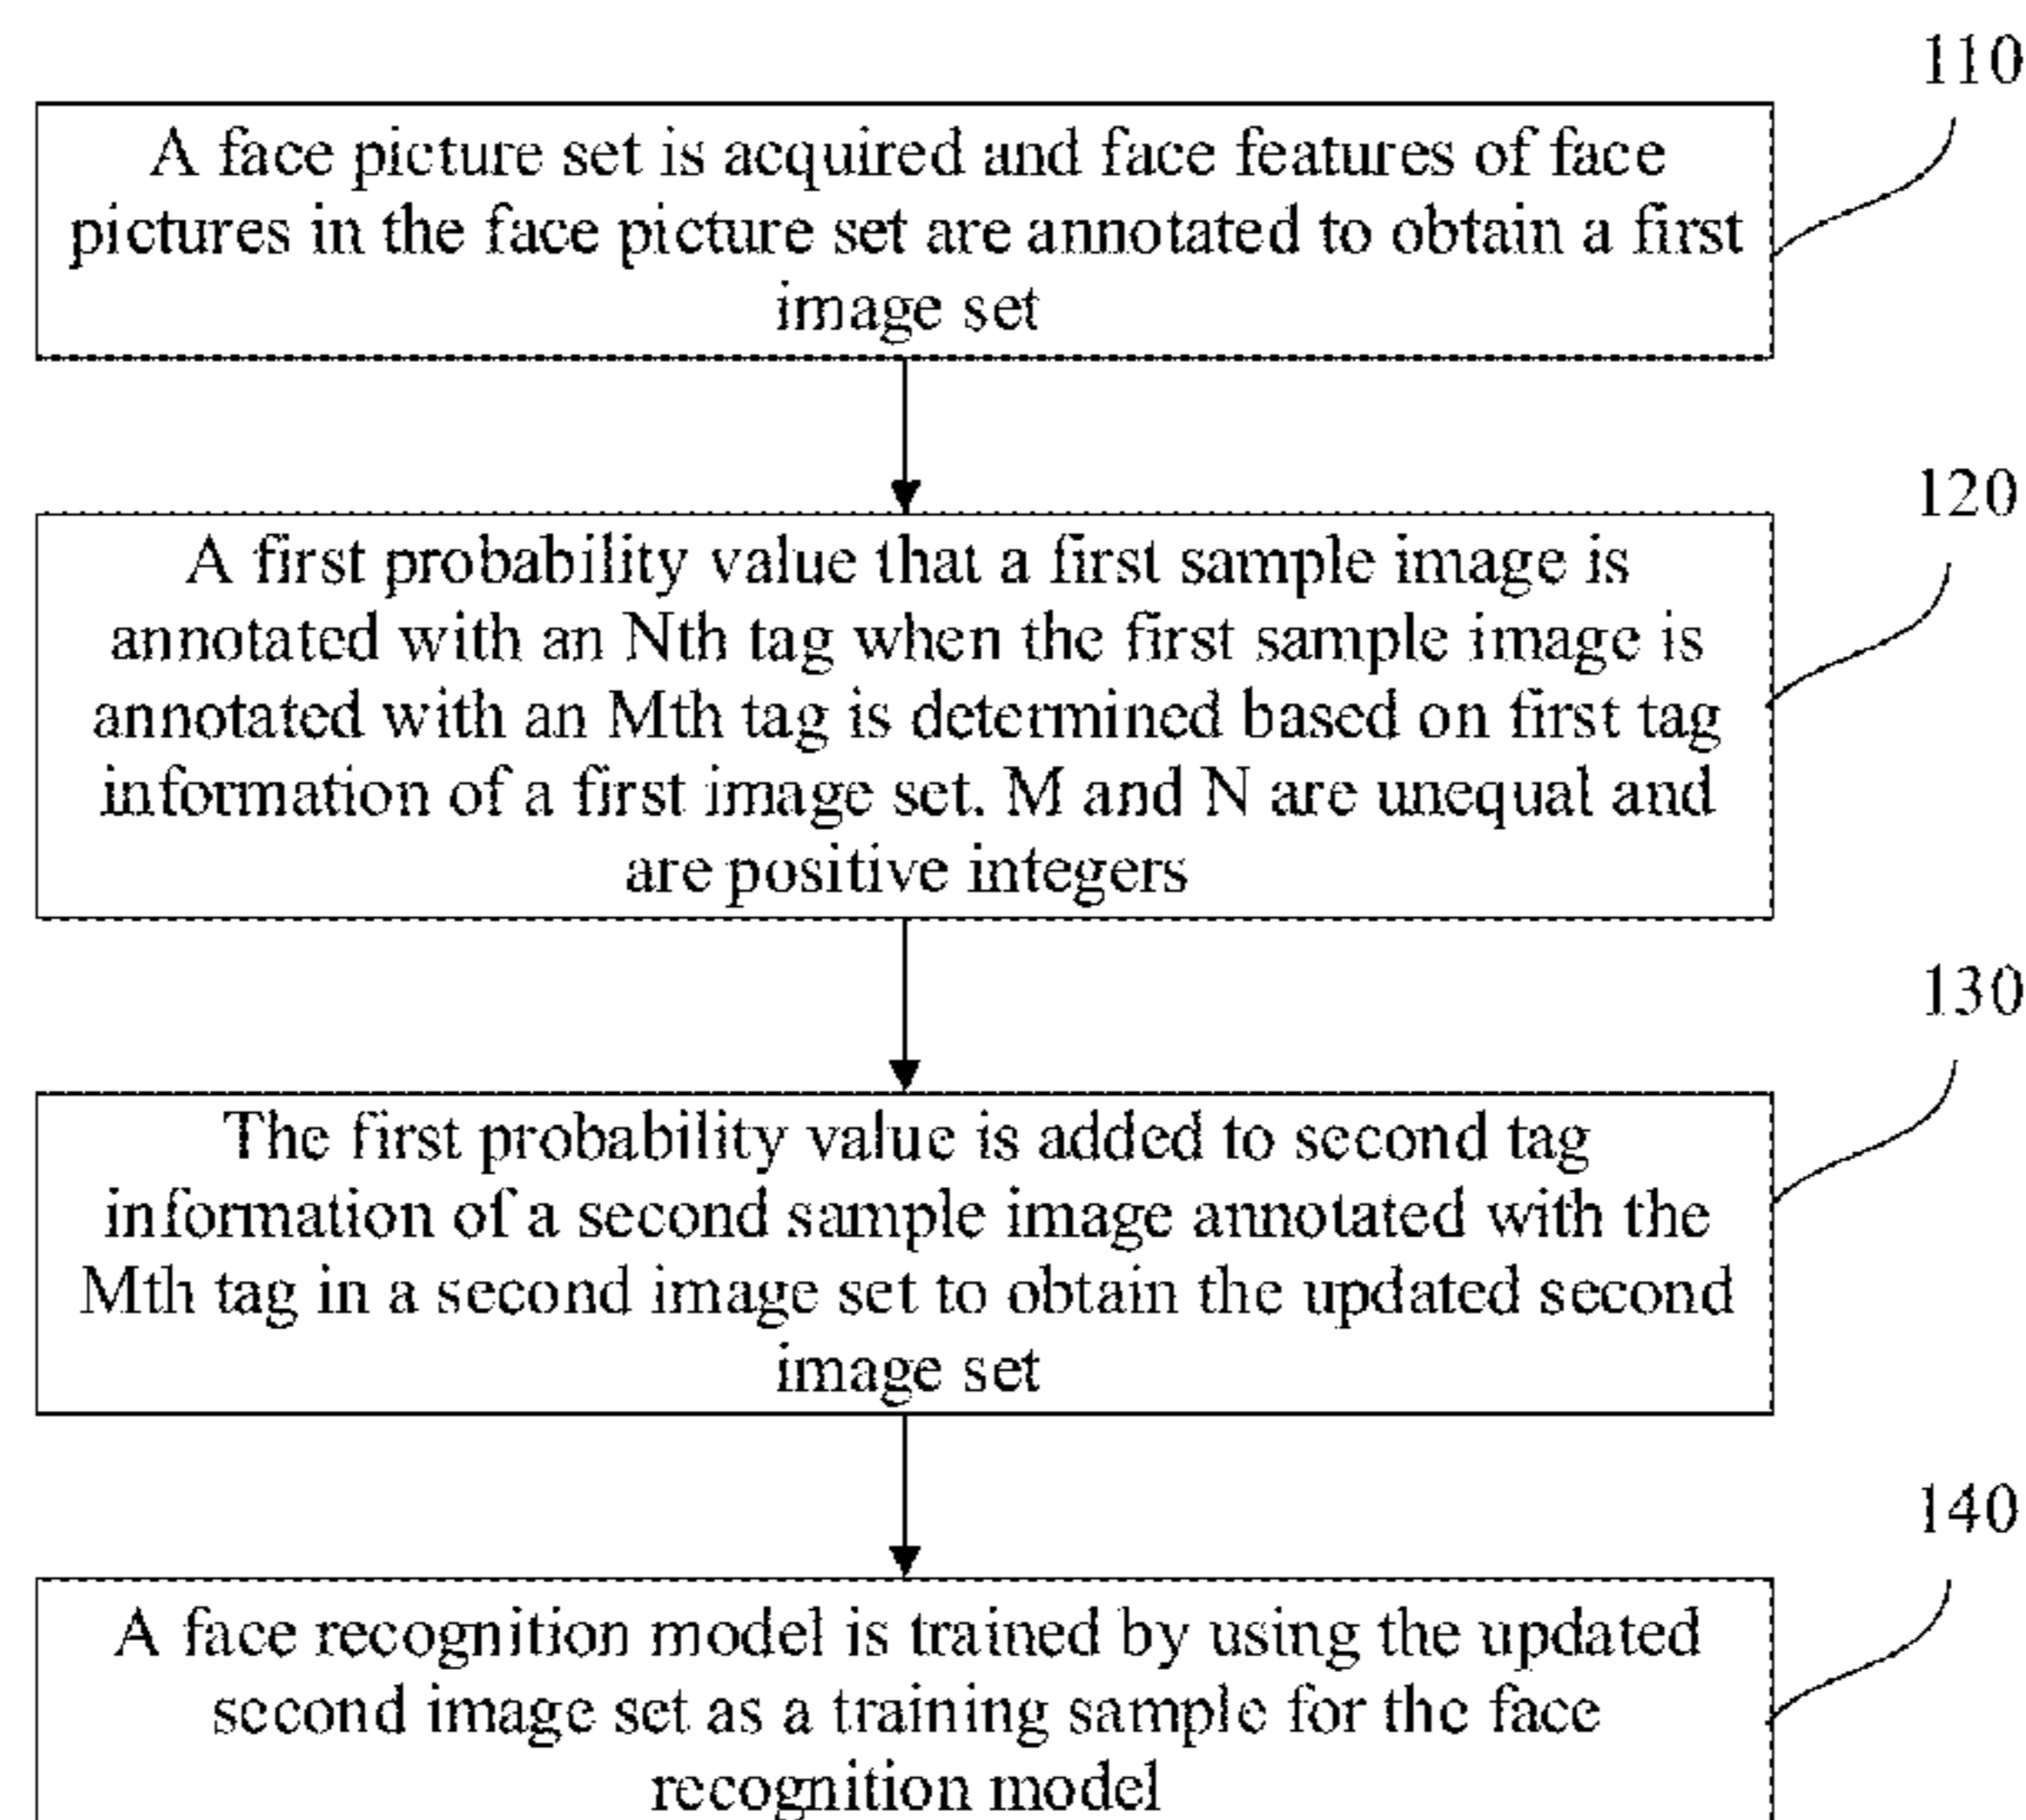 110
A face picture set is acquired and face features of face
pictures in the face picture set are annotated to obtain a first
image set
120
A first probability value that a first sample image is
annotated with an Nth tag when the first sample image is
annotated with an Mth tag is determined based on first tag
information of a first image set. M and N are unequal and
are positive integers
130
The first probability value is added to second tag
information of a second sample image annotated with the
Mth tag in a second image set to obtain the updated second
image set
140
A face recognition model is trained by using the updated
second image set as a training sample for the face
recognition model